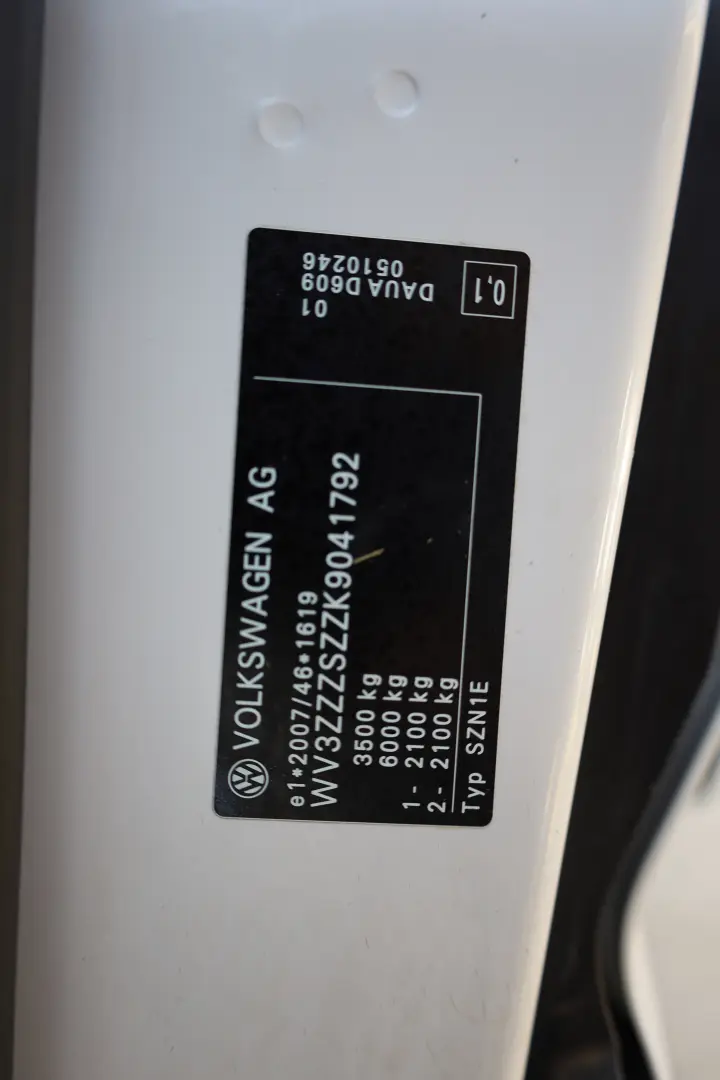 VOLKSWAGEN AG
e1*2007/46*1619
WV3ZZZSZZK9041792
3500 kg
6000 kg
1- 2100 kg
2- 2100 kg
Typ SZN1E
01
DAUA D609
0510246
0,1